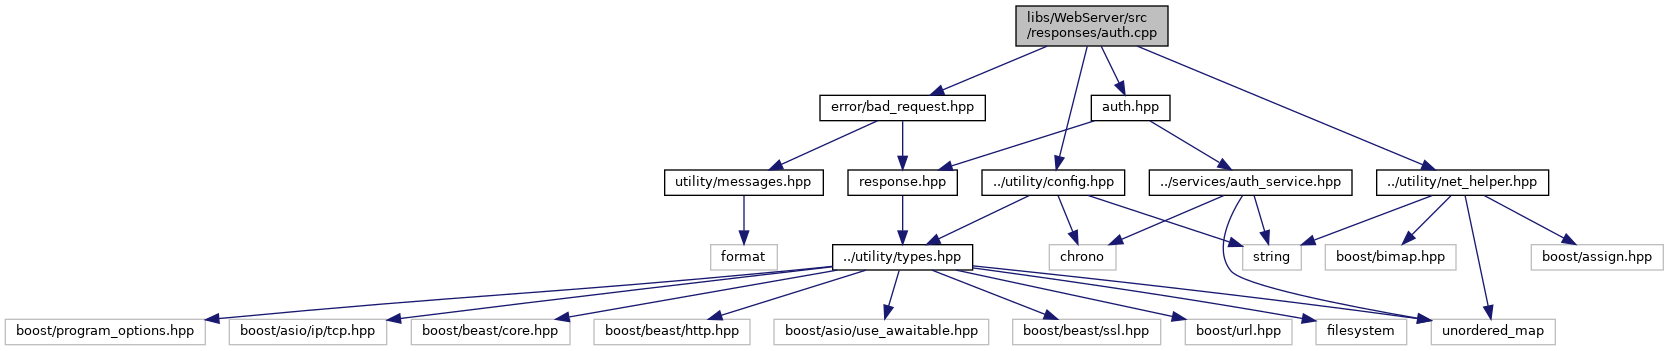 libs/WebServer/src
/responses/auth.cpp
error/bad_request.hpp
auth.hpp
utility/messages.hpp
response.hpp
../utility/config.hpp
../services/auth_service.hpp
../utility/net_helper.hpp
format
../utility/types.hpp
chrono
string
boost/bimap.hpp
boost/assign.hpp
boost/program_options.hpp
boost/asio/ip/tcp.hpp
boost/beast/core.hpp
boost/beast/http.hpp
boost/asio/use_awaitable.hpp
boost/beast/ssl.hpp
boost/url.hpp
filesystem
unordered_map